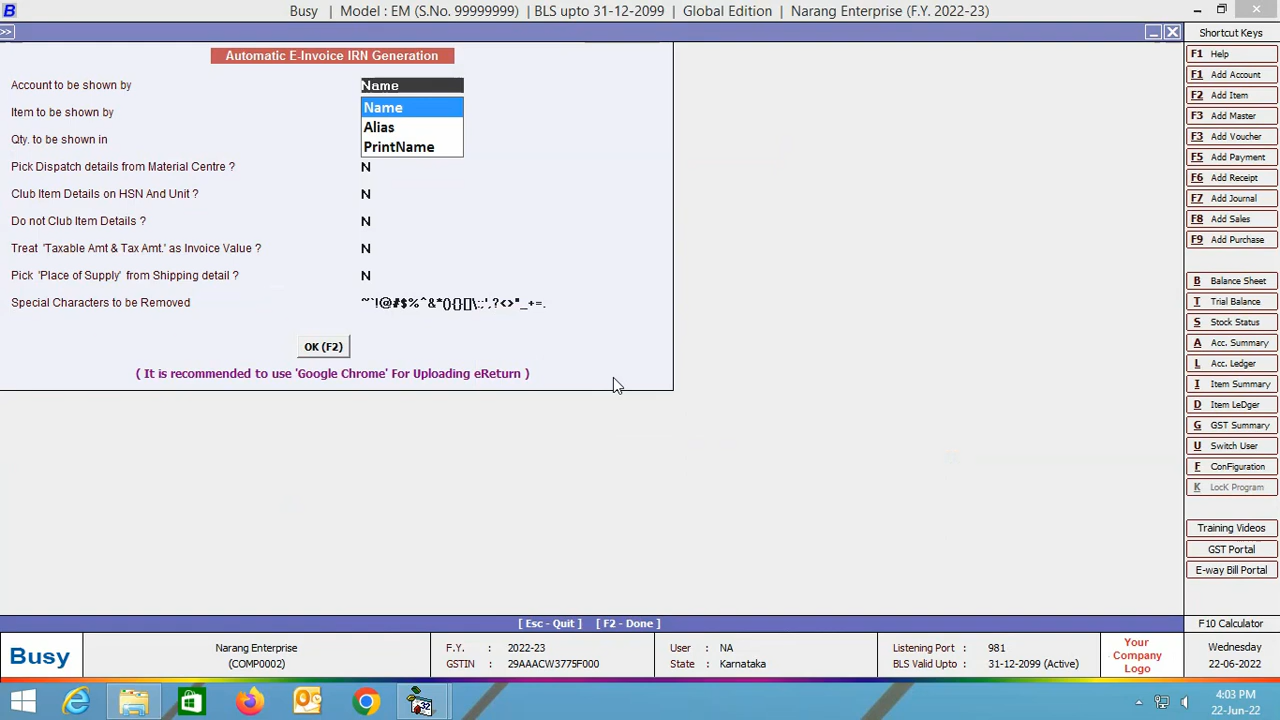 Busy | Model : EM (S.No. 99999999) | BLS upto 31-12-2099 | Global Edition | Narang Enterprise (F.Y. 2022-23)
>>
Automatic E-Invoice IRN Generation
Account to be shown by Name
Name
Item to be shown by
Alias
Qty. to be shown in
PrintName
Pick Dispatch details from Material Centre ? N
Club Item Details on HSN And Unit ? N
Do not Club Item Details ? N
Treat 'Taxable Amt & Tax Amt.' as Invoice Value ? N
Pick 'Place of Supply' from Shipping detail ? N
Special Characters to be Removed
OK (F2)
( It is recommended to use 'Google Chrome' For Uploading eReturn )
Shortcut Keys
F1 Help
F1 Add Account
F2 Add Item
F3 Add Master
F3 Add Voucher
F5 Add Payment
F6 Add Receipt
F7 Add Journal
F8 Add Sales
F9 Add Purchase
B Balance Sheet
T Trial Balance
S Stock Status
A Acc. Summary
L Acc. Ledger
I Item Summary
D Item LeDger
G GST Summary
U Switch User
F ConFiguration
K LocK Program
Training Videos
GST Portal
E-way Bill Portal
[ Esc - Quit ] [ F2 - Done ]
F10 Calculator
Busy
Narang Enterprise
(COMP0002)
F.Y. : 2022-23
GSTIN : 29AAACW3775F000
User : NA
State : Karnataka
Listening Port : 981
BLS Valid Upto : 31-12-2099 (Active)
Your
Company
Logo
Wednesday
22-06-2022
4:03 PM
22-Jun-22